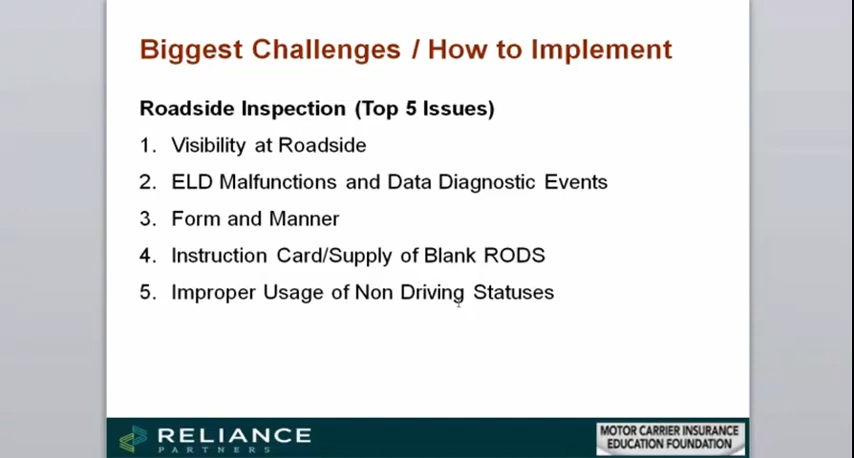 Biggest Challenges / How to Implement
Roadside Inspection (Top 5 Issues)
1. Visibility at Roadside
2. ELD Malfunctions and Data Diagnostic Events
3. Form and Manner
4. Instruction Card/Supply of Blank RODS
5. Improper Usage of Non Driving Statuses
RELIANCE
PARTNERS
MOTOR CARRIER INSURANCE
EDUCATION FOUNDATION